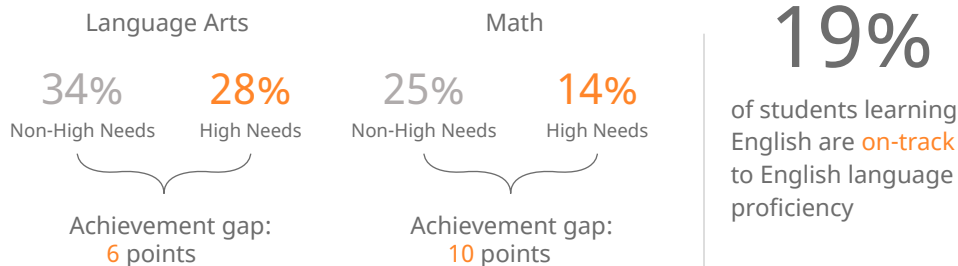 Language Arts
34% 28%
Non-High Needs High Needs
Achievement gap:
6 points
Math
25% 14%
Non-High Needs High Needs
Achievement gap:
10 points
19%
of students learning
English are on-track
to English language
proficiency